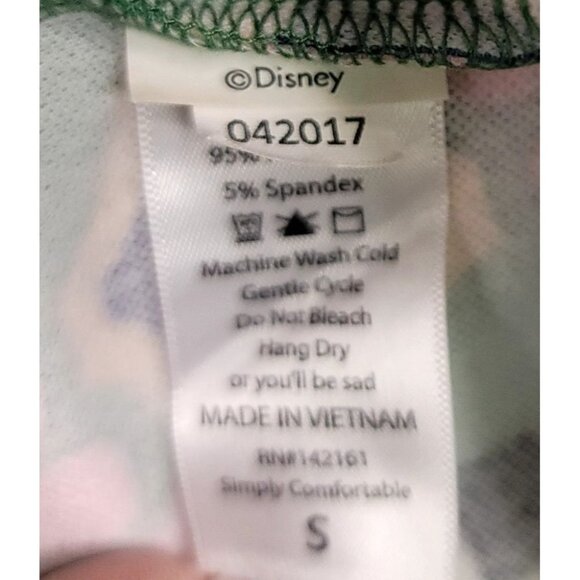 ©Disney
042017
95%
5% Spandex
Machine Wash Cold
Gentle Cycle
Do Not Bleach
Hang Dry
or you'll be sad
MADE IN VIETNAM
RN#142161
Simply Comfortable
S